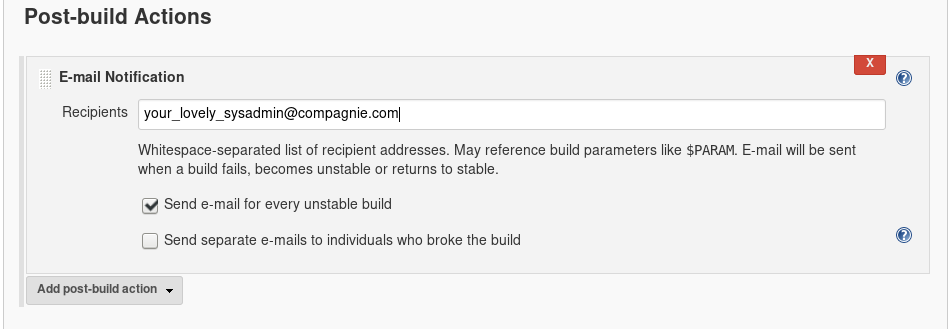 Post-build Actions
X
E-mail Notification
?
Recipients your_lovely_sysadmin@compagnie.com
Whitespace-separated list of recipient addresses. May reference build parameters like $PARAM. E-mail will be sent
when a build fails, becomes unstable or returns to stable.
Send e-mail for every unstable build
Send separate e-mails to individuals who broke the build
?
Add post-build action